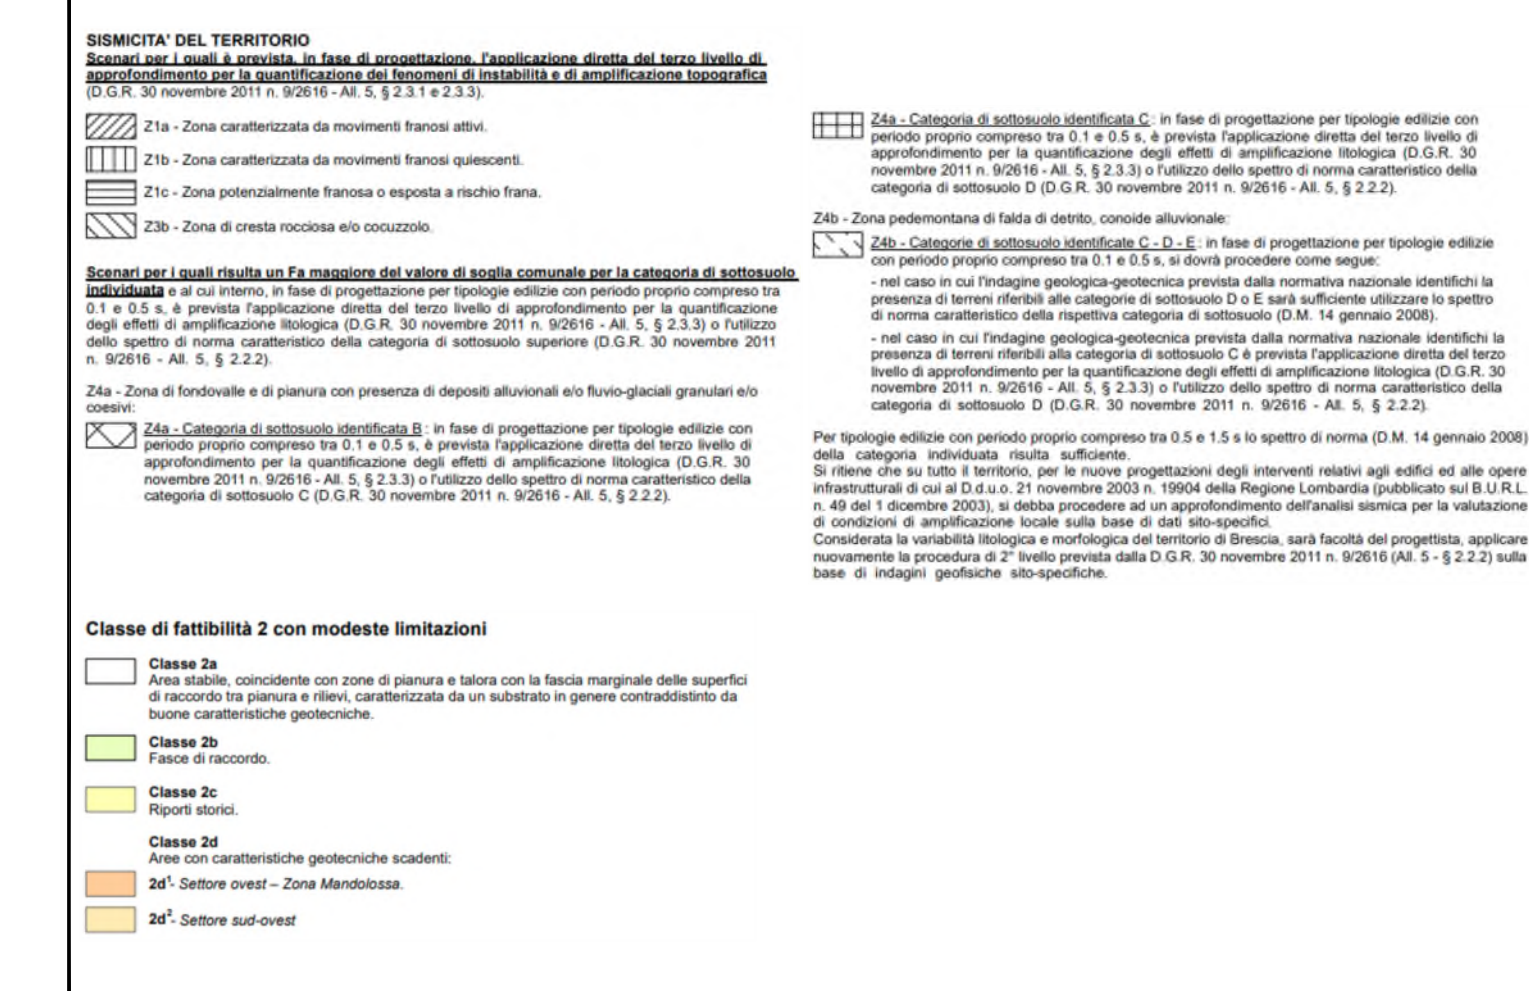 SISMICITA' DEL TERRITORIO
Scenari per i quali è prevista, in fase di progettazione, l'applicazione diretta del terzo livello di
approfondimento per la quantificazione dei fenomeni di instabilità e di amplificazione topografica
(D.G.R. 30 novembre 2011 n. 9/2616 - All. 5, § 2.3.1 e 2.3.3).
Z1a - Zona caratterizzata da movimenti franosi attivi.
Z1b - Zona caratterizzata da movimenti franosi quiescenti.
Z1c - Zona potenzialmente franosa o esposta a rischio frana.
Z3b - Zona di cresta rocciosa e/o cocuzzolo.
Scenari per i quali risulta un Fa maggiore del valore di soglia comunale per la categoria di sottosuolo
individuata e al cui interno, in fase di progettazione per tipologie edilizie con periodo proprio compreso tra
0.1 e 0.5 s, è prevista l'applicazione diretta del terzo livello di approfondimento per la quantificazione
degli effetti di amplificazione litologica (D.G.R. 30 novembre 2011 n. 9/2616 - All. 5, § 2.3.3) o l'utilizzo
dello spettro di norma caratteristico della categoria di sottosuolo superiore (D.G.R. 30 novembre 2011
n. 9/2616 - All. 5, § 2.2.2).
Z4a - Zona di fondovalle e di pianura con presenza di depositi alluvionali e/o fluvio-glaciali granulari e/o
coesivi:
Z4a - Categoria di sottosuolo identificata B : in fase di progettazione per tipologie edilizie con
periodo proprio compreso tra 0.1 e 0.5 s, è prevista l'applicazione diretta del terzo livello di
approfondimento per la quantificazione degli effetti di amplificazione litologica (D.G.R. 30
novembre 2011 n. 9/2616 - All. 5, § 2.3.3) o l'utilizzo dello spettro di norma caratteristico della
categoria di sottosuolo C (D.G.R. 30 novembre 2011 n. 9/2616 - All. 5, § 2.2.2).
Z4a - Categoria di sottosuolo identificata C : in fase di progettazione per tipologie edilizie con
periodo proprio compreso tra 0.1 e 0.5 s, è prevista l'applicazione diretta del terzo livello di
approfondimento per la quantificazione degli effetti di amplificazione litologica (D.G.R. 30
novembre 2011 n. 9/2616 - All. 5, § 2.3.3) o l'utilizzo dello spettro di norma caratteristico della
categoria di sottosuolo D (D.G.R. 30 novembre 2011 n. 9/2616 - All. 5, § 2.2.2).
Z4b - Zona pedemontana di falda di detrito, conoide alluvionale:
Z4b - Categorie di sottosuolo identificate C - D - E : in fase di progettazione per tipologie edilizie
con periodo proprio compreso tra 0.1 e 0.5 s, si dovrà procedere come segue:
- nel caso in cui l'indagine geologica-geotecnica prevista dalla normativa nazionale identifichi la
presenza di terreni riferibili alle categorie di sottosuolo D o E sarà sufficiente utilizzare lo spettro
di norma caratteristico della rispettiva categoria di sottosuolo (D.M. 14 gennaio 2008).
- nel caso in cui l'indagine geologica-geotecnica prevista dalla normativa nazionale identifichi la
presenza di terreni riferibili alla categoria di sottosuolo C è prevista l'applicazione diretta del terzo
livello di approfondimento per la quantificazione degli effetti di amplificazione litologica (D.G.R. 30
novembre 2011 n. 9/2616 - All. 5, § 2.3.3) o l'utilizzo dello spettro di norma caratteristico della
categoria di sottosuolo D (D.G.R. 30 novembre 2011 n. 9/2616 - All. 5, § 2.2.2).
Per tipologie edilizie con periodo proprio compreso tra 0.5 e 1.5 s lo spettro di norma (D.M. 14 gennaio 2008)
della categoria individuata risulta sufficiente.
Si ritiene che su tutto il territorio, per le nuove progettazioni degli interventi relativi agli edifici ed alle opere
infrastrutturali di cui al D.d.u.o. 21 novembre 2003 n. 19904 della Regione Lombardia (pubblicato sul B.U.R.L.
n. 49 del 1 dicembre 2003), si debba procedere ad un approfondimento dell'analisi sismica per la valutazione
di condizioni di amplificazione locale sulla base di dati sito-specifici.
Considerata la variabilità litologica e morfologica del territorio di Brescia, sarà facoltà del progettista, applicare
nuovamente la procedura di 2° livello prevista dalla D.G.R. 30 novembre 2011 n. 9/2616 (All. 5 - § 2.2.2) sulla
base di indagini geofisiche sito-specifiche.
Classe di fattibilità 2 con modeste limitazioni
Classe 2a
Area stabile, coincidente con zone di pianura e talora con la fascia marginale delle superfici
di raccordo tra pianura e rilievi, caratterizzata da un substrato in genere contraddistinto da
buone caratteristiche geotecniche.
Classe 2b
Fasce di raccordo.
Classe 2c
Riporti storici.
Classe 2d
Aree con caratteristiche geotecniche scadenti:
2d¹- Settore ovest – Zona Mandolossa.
2d²- Settore sud-ovest